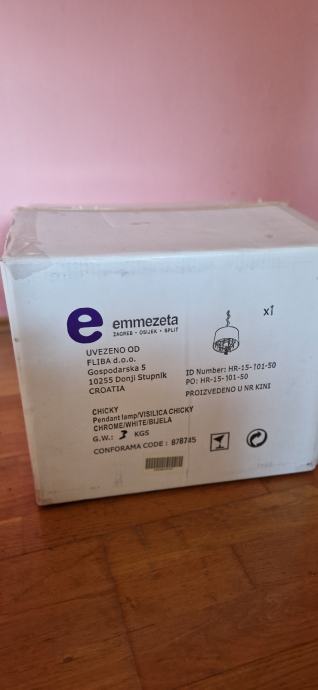 e emmezeta
ZAGREB - OSIJEK - SPLIT
x1
UVEZENO OD
FLIBA d.o.o.
Gospodarska 5
10255 Donji Stupnik
CROATIA
ID Number: HR-15-101-50
PO: HR-15-101-50
PROIZVEDENO U NR KINI
CHICKY
Pendant lamp/VISILICA CHICKY
CHROME/WHITE/BIJELA
G.W.: 3 KGS
CONFORAMA CODE : 878745